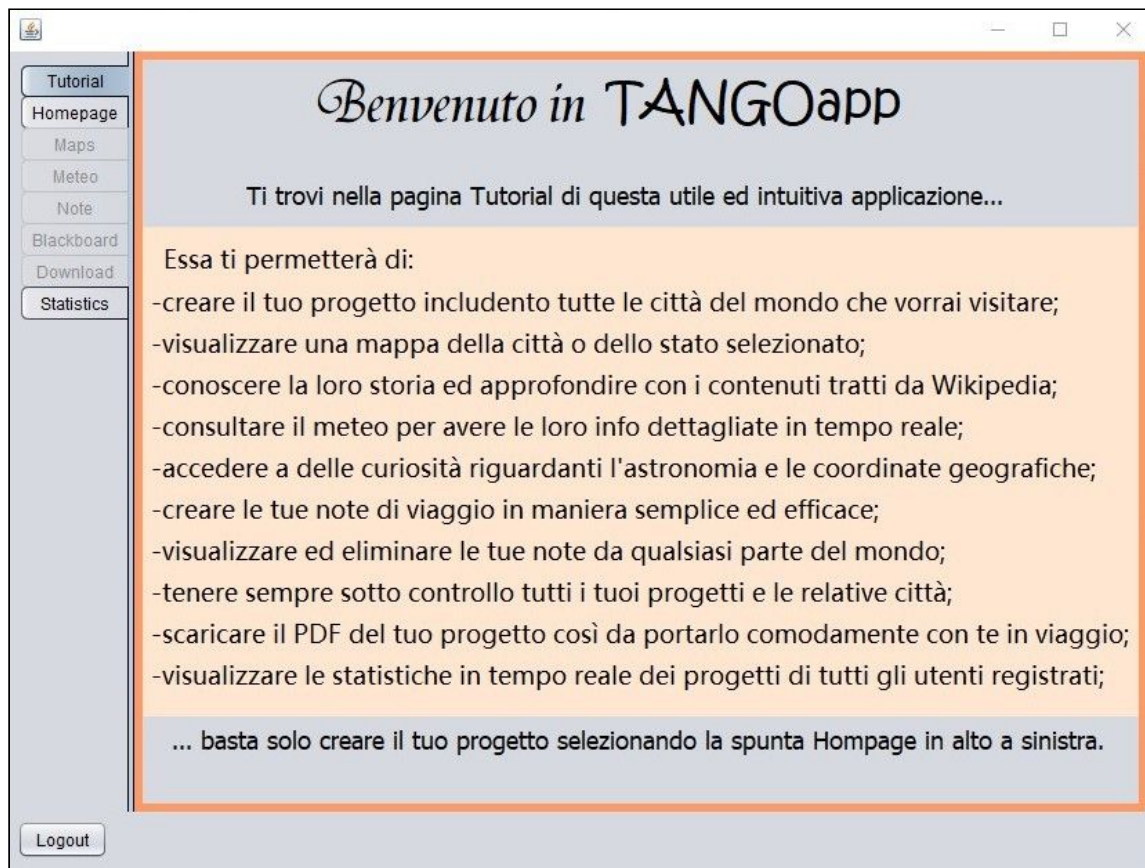 Tutorial
Homepage
Maps
Meteo
Note
Blackboard
Download
Statistics
Benvenuto in TANGOapp
Ti trovi nella pagina Tutorial di questa utile ed intuitiva applicazione...
Essa ti permetterà di:
-creare il tuo progetto includento tutte le città del mondo che vorrai visitare;
-visualizzare una mappa della città o dello stato selezionato;
-conoscere la loro storia ed approfondire con i contenuti tratti da Wikipedia;
-consultare il meteo per avere le loro info dettagliate in tempo reale;
-accedere a delle curiosità riguardanti l'astronomia e le coordinate geografiche;
-creare le tue note di viaggio in maniera semplice ed efficace;
-visualizzare ed eliminare le tue note da qualsiasi parte del mondo;
-tenere sempre sotto controllo tutti i tuoi progetti e le relative città;
-scaricare il PDF del tuo progetto così da portarlo comodamente con te in viaggio;
-visualizzare le statistiche in tempo reale dei progetti di tutti gli utenti registrati;
... basta solo creare il tuo progetto selezionando la spunta Hompage in alto a sinistra.
Logout